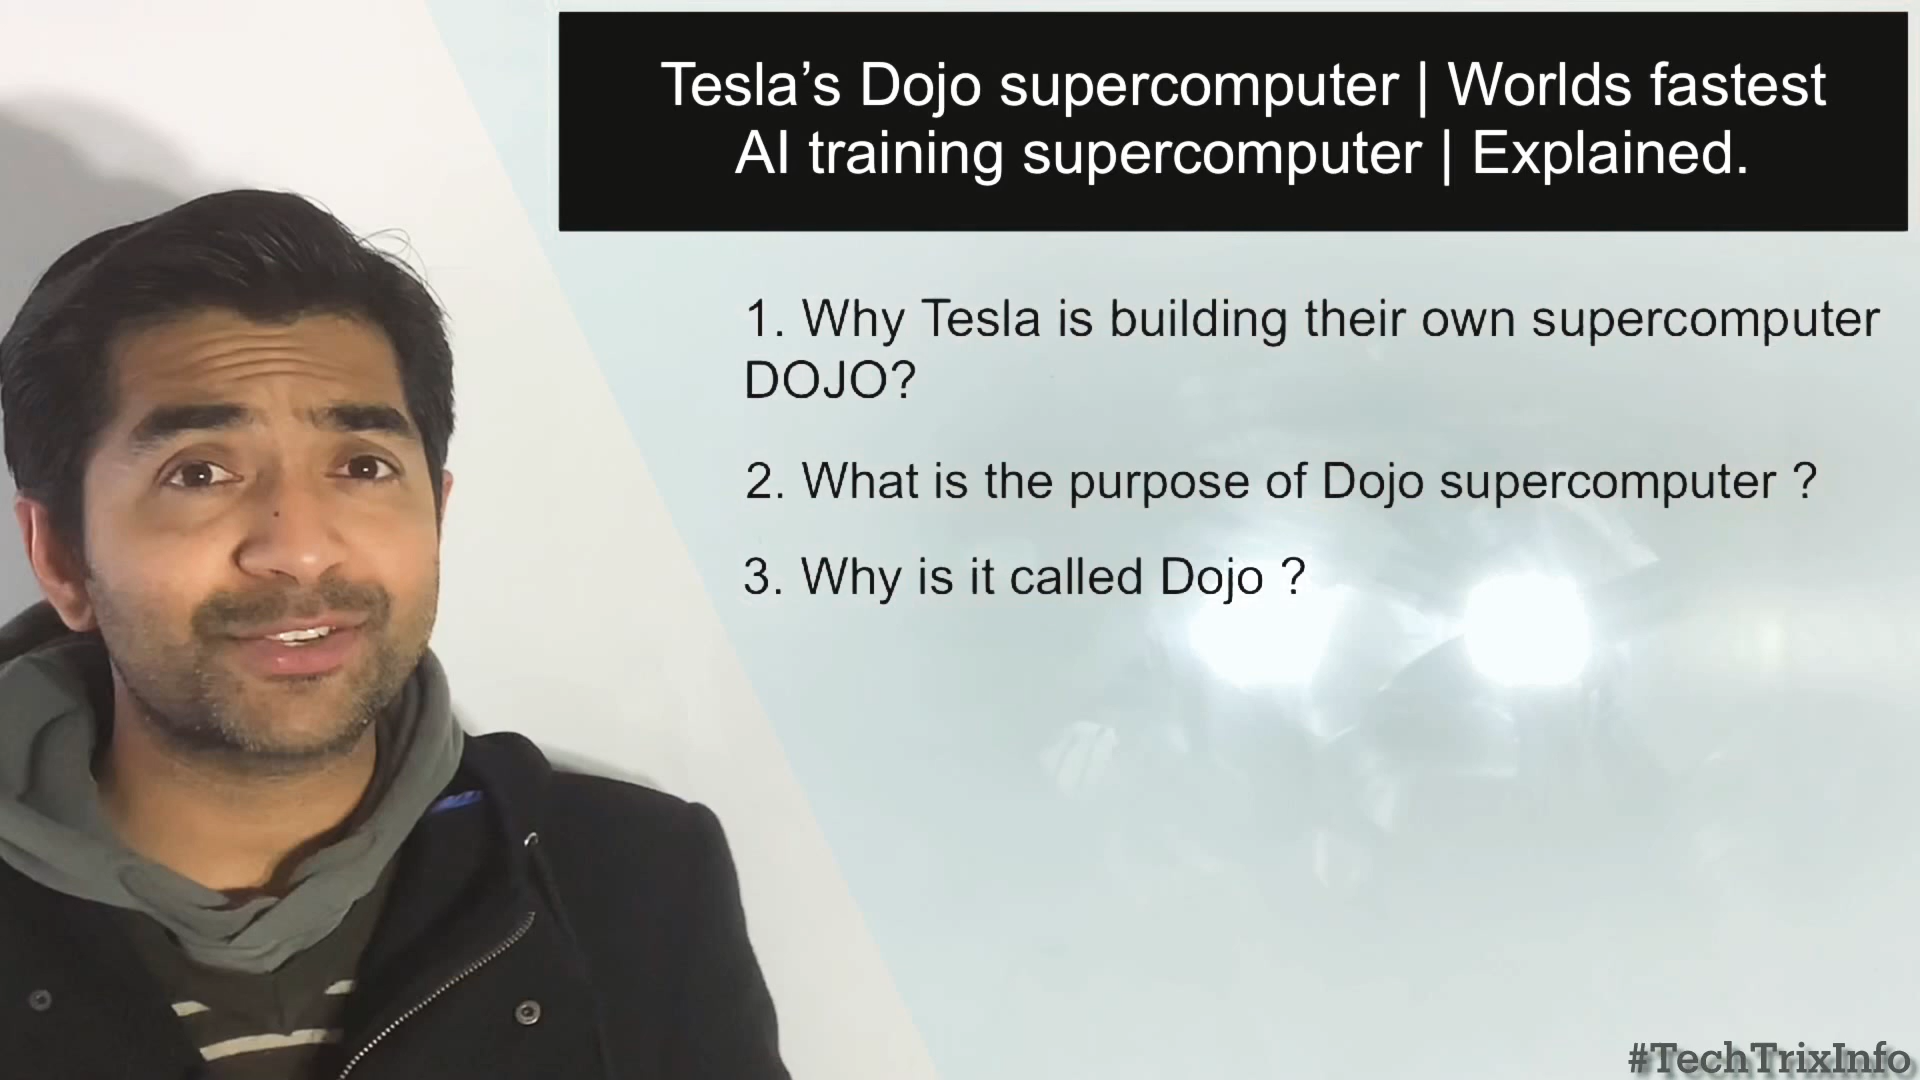 Tesla’s Dojo supercomputer | Worlds fastest
AI training supercomputer | Explained.
1. Why Tesla is building their own supercomputer
DOJO?
2. What is the purpose of Dojo supercomputer ?
3. Why is it called Dojo ?
#TechTrixInfo